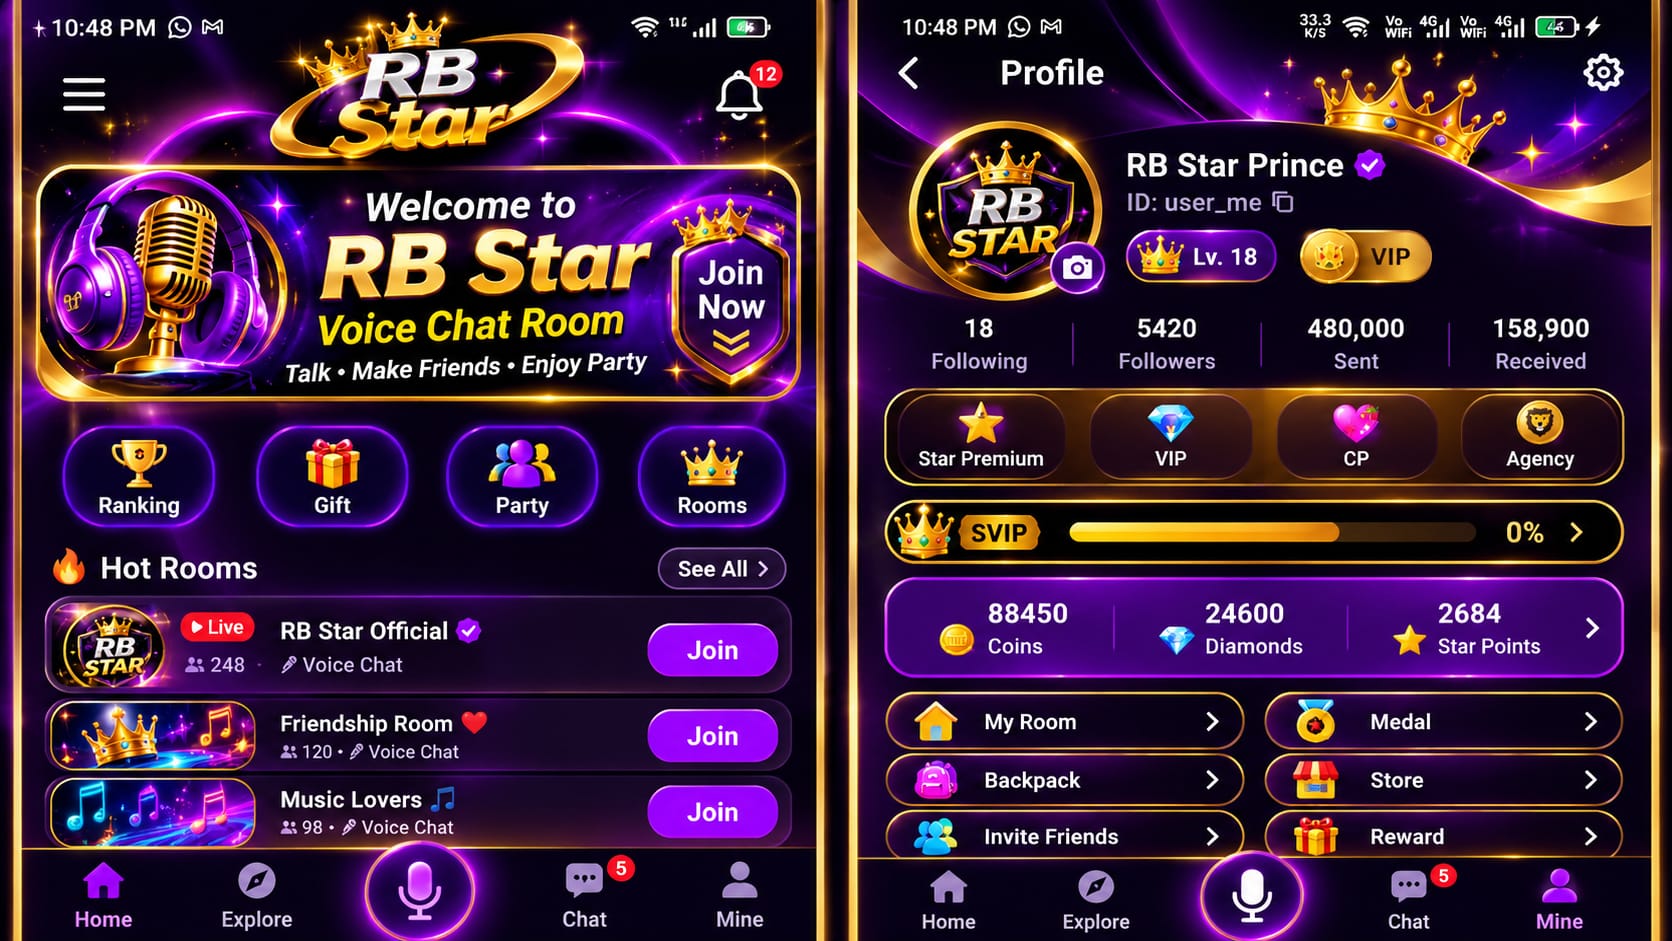 10:48 PM
12
RB
Star
Welcome to
RB Star
Voice Chat Room
Talk • Make Friends • Enjoy Party
Join
Now
Ranking
Gift
Party
Rooms
Hot Rooms
See All
RB
STAR
Live
RB Star Official
248 · Voice Chat
Join
Friendship Room
120 • Voice Chat
Join
Music Lovers
98 • Voice Chat
Join
Home
Explore
5
Chat
Mine
10:48 PM
33.3
K/S
Vo
WiFi
4G
Vo
WiFi
4G
Profile
RB
STAR
RB Star Prince
ID: user_me
Lv. 18
VIP
18
Following
5420
Followers
480,000
Sent
158,900
Received
Star Premium
VIP
CP
Agency
SVIP
0%
88450
Coins
24600
Diamonds
2684
Star Points
My Room
Medal
Backpack
Store
Invite Friends
Reward
Home
Explore
5
Chat
Mine